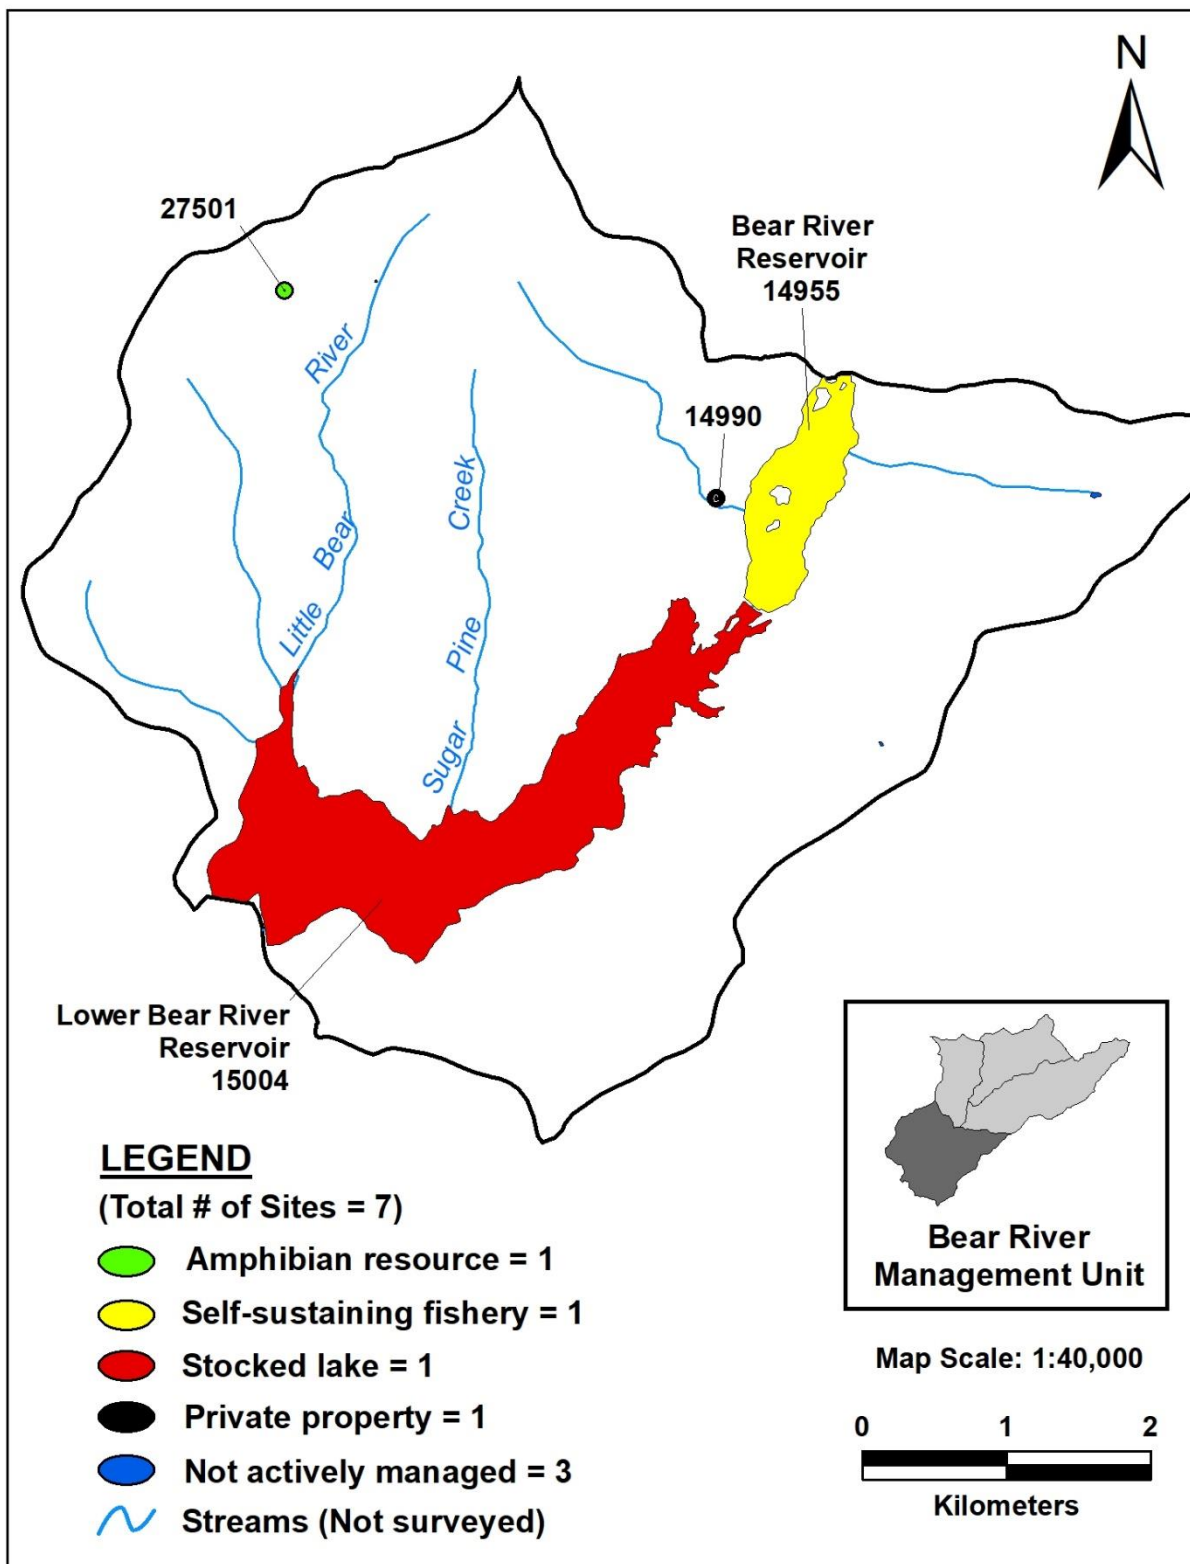 N
27501
Bear River
Reservoir
14955
River
14990
Creek
Bear
Little
Pine
Sugar
Lower Bear River
Reservoir
15004
LEGEND
(Total # of Sites = 7)
Amphibian resource = 1
Self-sustaining fishery = 1
Stocked lake = 1
Private property = 1
Not actively managed = 3
Streams (Not surveyed)
Bear River
Management Unit
Map Scale: 1:40,000
0 1 2
Kilometers